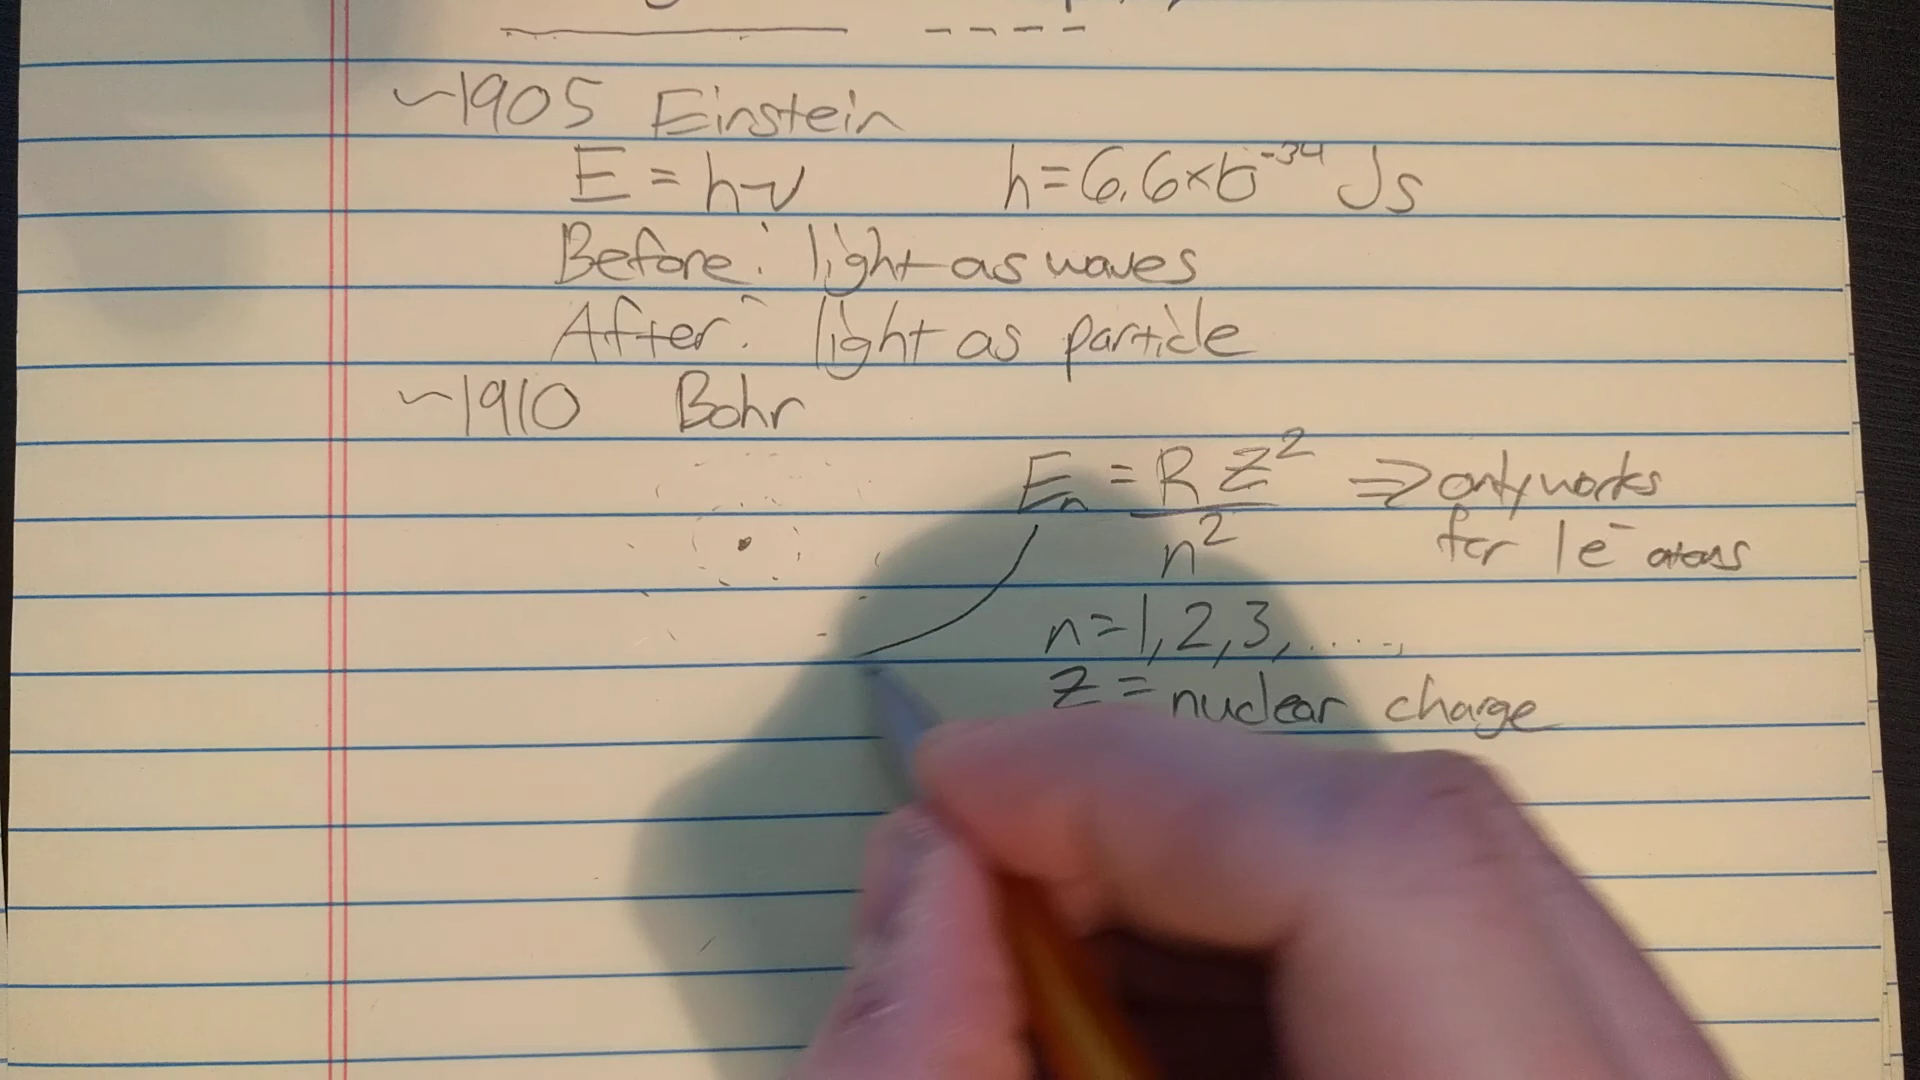 ~1905 Einstein
E = hν h=6.6×10⁻³⁴ Js
Before: light as waves
After: light as particle
~1910 Bohr
Eₙ = R Z² / n² ⇒ only works
for 1e⁻ atoms
n=1,2,3,.....
Z = nuclear charge